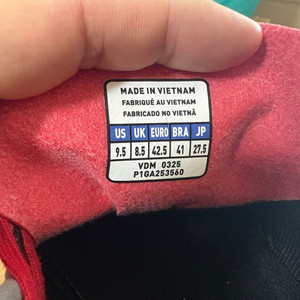 MADE IN VIETNAM
FABRIQUÉ AU VIETNAM
FABRICADO NO VIETNÃ
US UK EURO BRA JP
9.5 8.5 42.5 41 27.5
VDM 0325
P1GA253560